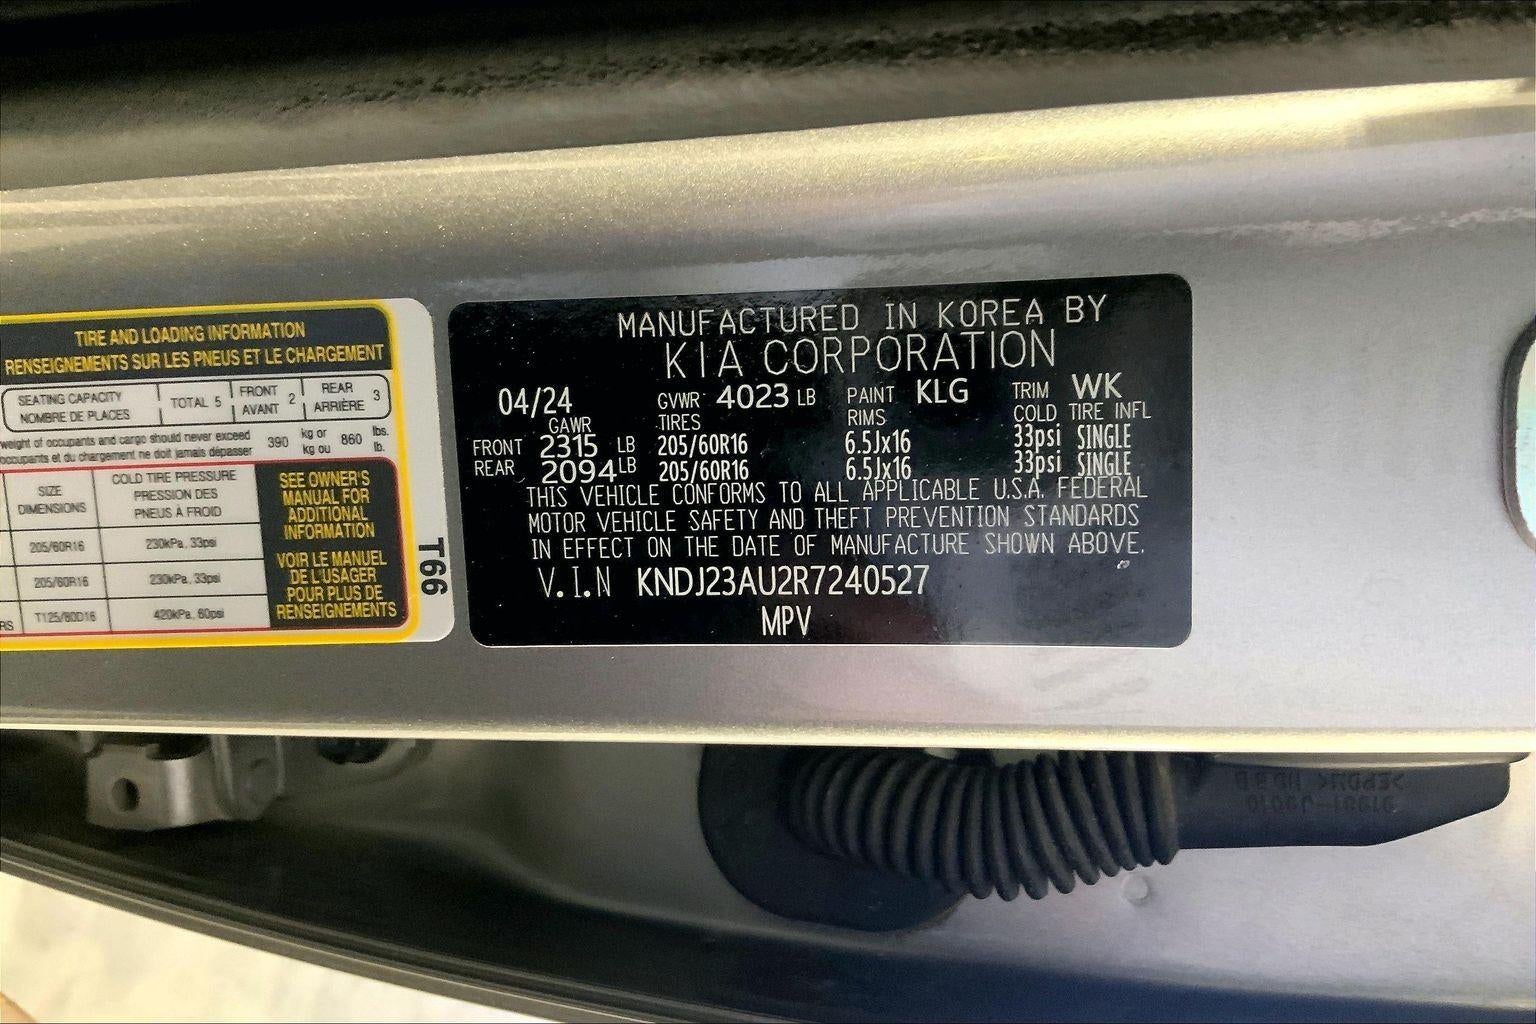 TIRE AND LOADING INFORMATION
RENSEIGNEMENTS SUR LES PNEUS ET LE CHARGEMENT
SEATING CAPACITY
NOMBRE DE PLACES
TOTAL 5
FRONT
AVANT 2
REAR
ARRIÈRE 3
weight of occupants and cargo should never exceed
occupants et du chargement ne doit jamais dépasser
390 kg or
kg ou 860 lbs.
lb.
SIZE
DIMENSIONS
COLD TIRE PRESSURE
PRESSION DES
PNEUS À FROID
205/60R16 230kPa, 33psi
205/60R16 230kPa, 33psi
RS T125/80D16 420kPa, 60psi
SEE OWNER'S
MANUAL FOR
ADDITIONAL
INFORMATION
VOIR LE MANUEL
DE L'USAGER
POUR PLUS DE
RENSEIGNEMENTS
T66
MANUFACTURED IN KOREA BY
KIA CORPORATION
04/24 GVWR 4023 LB PAINT KLG TRIM WK
GAWR TIRES RIMS COLD TIRE INFL
FRONT 2315 LB 205/60R16 6.5Jx16 33psi SINGLE
REAR 2094 LB 205/60R16 6.5Jx16 33psi SINGLE
THIS VEHICLE CONFORMS TO ALL APPLICABLE U.S.A. FEDERAL
MOTOR VEHICLE SAFETY AND THEFT PREVENTION STANDARDS
IN EFFECT ON THE DATE OF MANUFACTURE SHOWN ABOVE.
V.I.N KNDJ23AU2R7240527
MPV